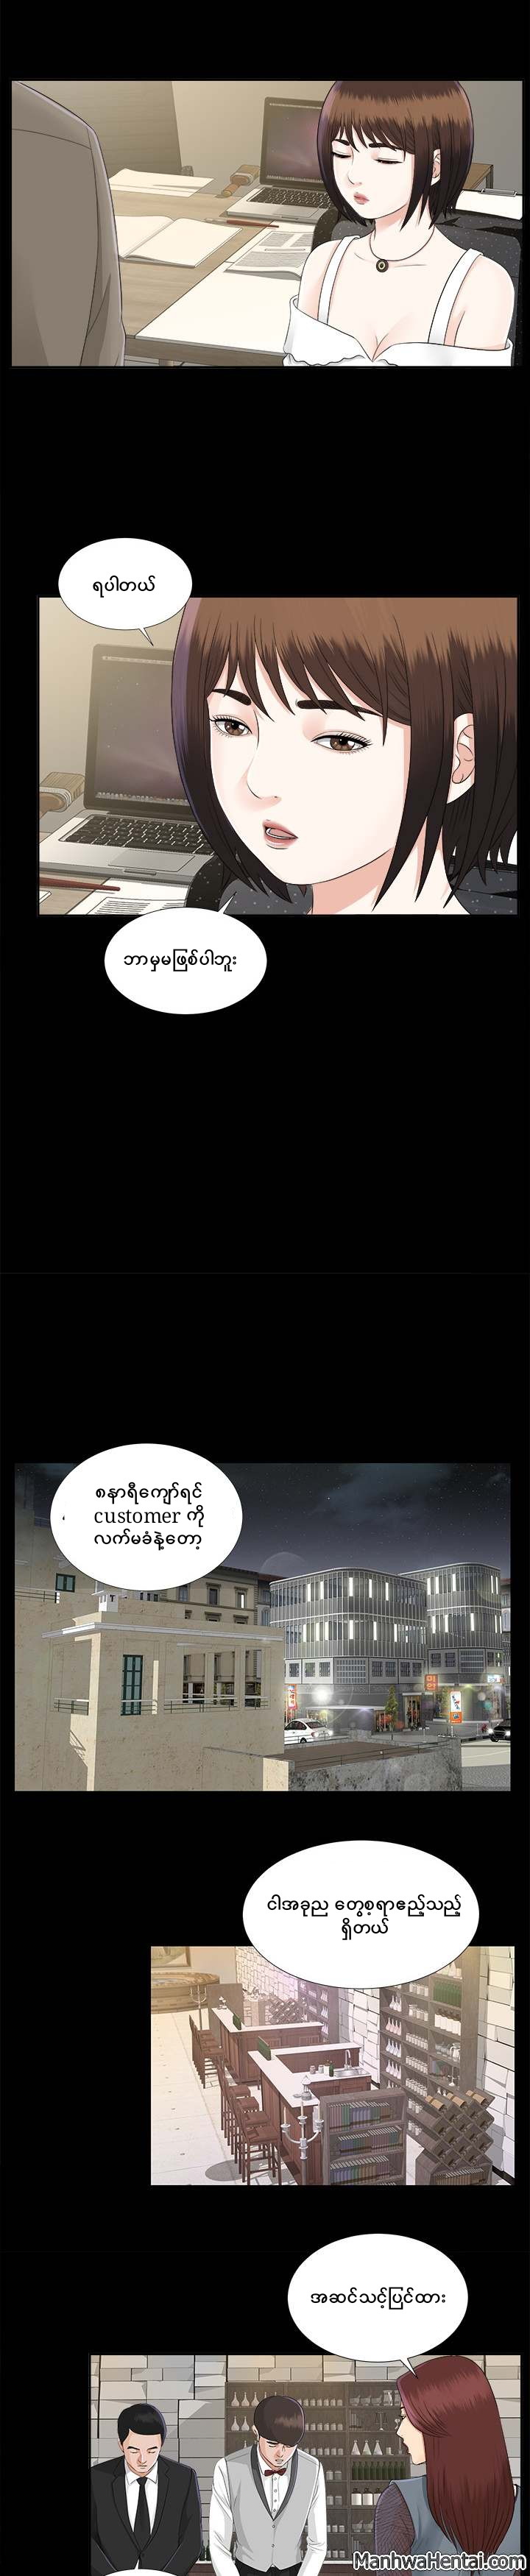 ရပါတယ်
ဘာမှမဖြစ်ပါဘူး
၈နာရီကျော်ရင်
customer ကို
လက်မခံနဲ့တော့
ငါအခုည တွေ့စရာဧည့်သည်
ရှိတယ်
အဆင်သင့်ပြင်ထား
ManhwaHentai.com